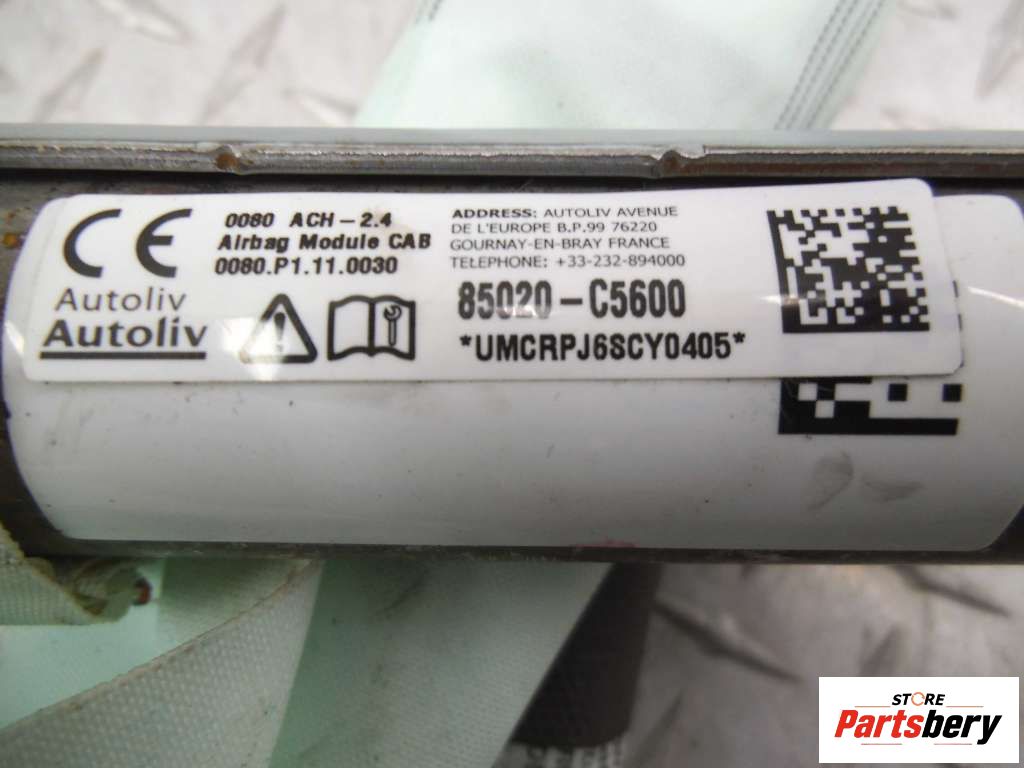 CE
0080 ACH-2.4
Airbag Module CAB
0080.P1.11.0030
ADDRESS: AUTOLIV AVENUE
DE L'EUROPE B.P.99 76220
GOURNAY-EN-BRAY FRANCE
TELEPHONE: +33-232-894000
Autoliv
Autoliv
85020-C5600
*UMCRPJ6SCY0405*
STORE
Partsbery